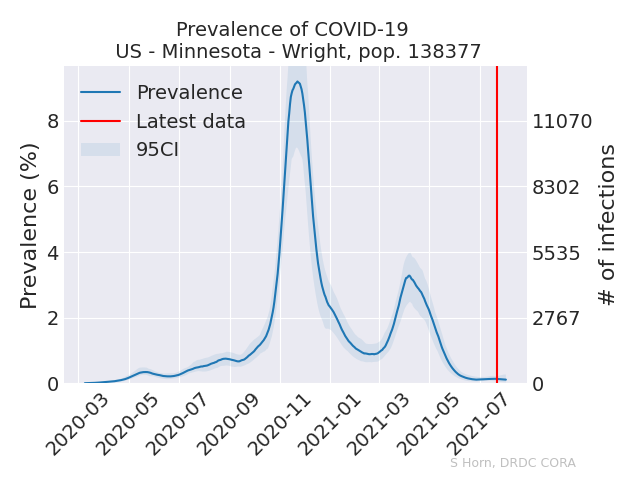 Prevalence of COVID-19
US - Minnesota - Wright, pop. 138377
Prevalence
Latest data
95CI
Prevalence (%)
8
6
4
2
0
11070
8302
5535
2767
0
# of infections
2020-03
2020-05
2020-07
2020-09
2020-11
2021-01
2021-03
2021-05
2021-07
S Horn, DRDC CORA